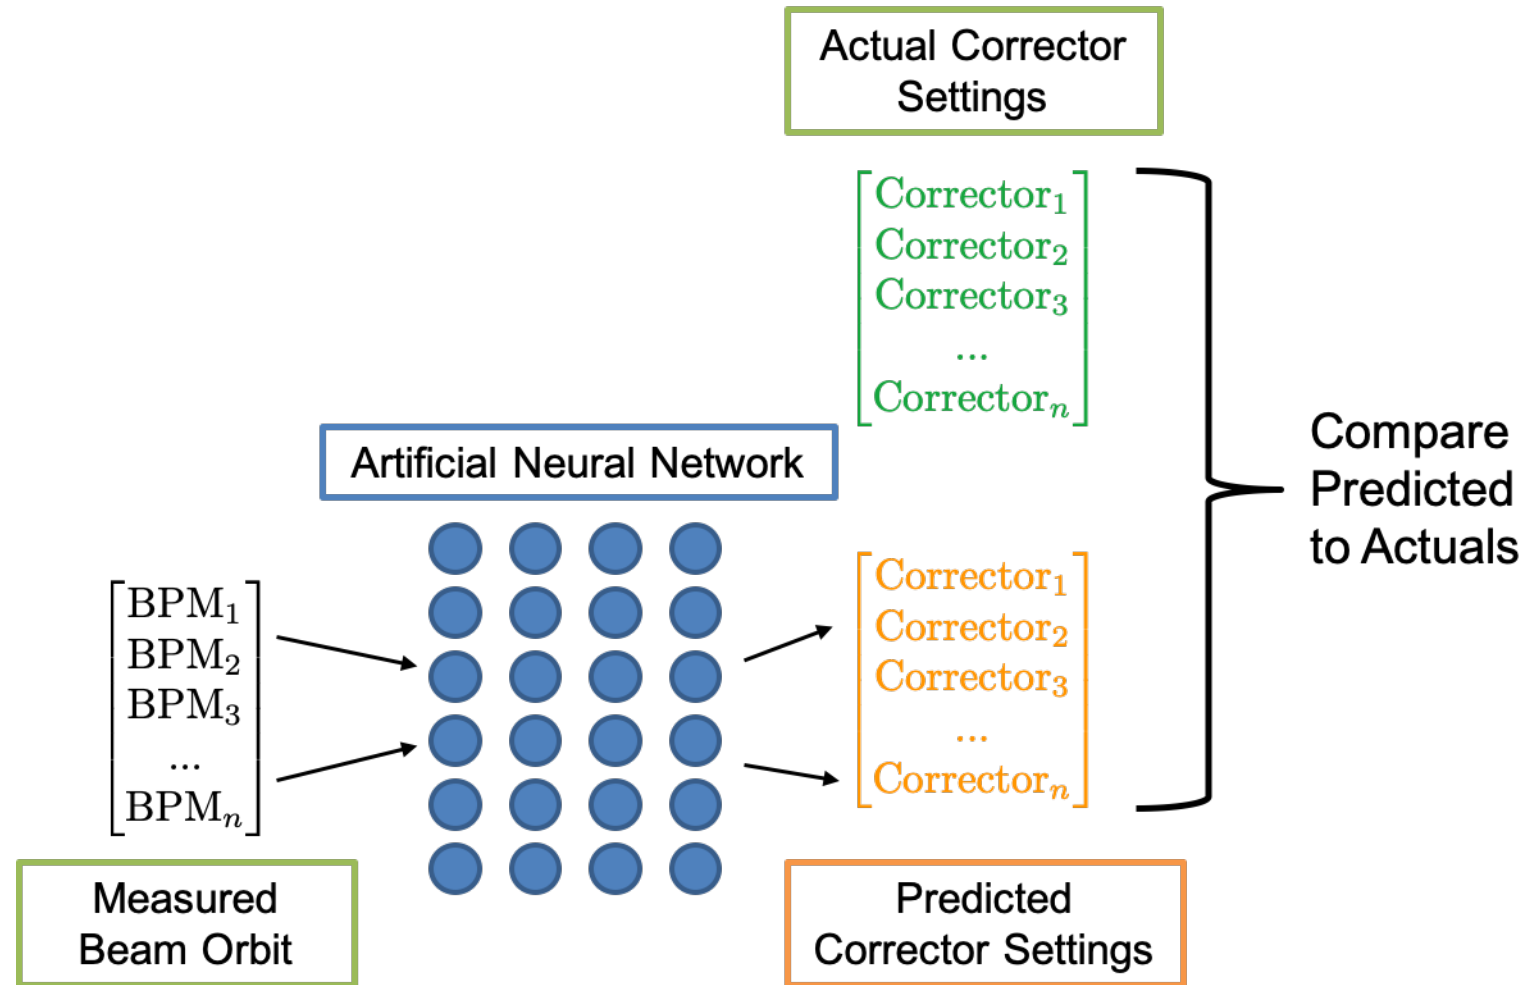 Actual Corrector
Settings
Corrector₁
Corrector₂
Corrector₃
...
Correctorₙ
Compare
Predicted
to Actuals
Artificial Neural Network
BPM₁
BPM₂
BPM₃
...
BPMₙ
Corrector₁
Corrector₂
Corrector₃
...
Correctorₙ
Measured
Beam Orbit
Predicted
Corrector Settings